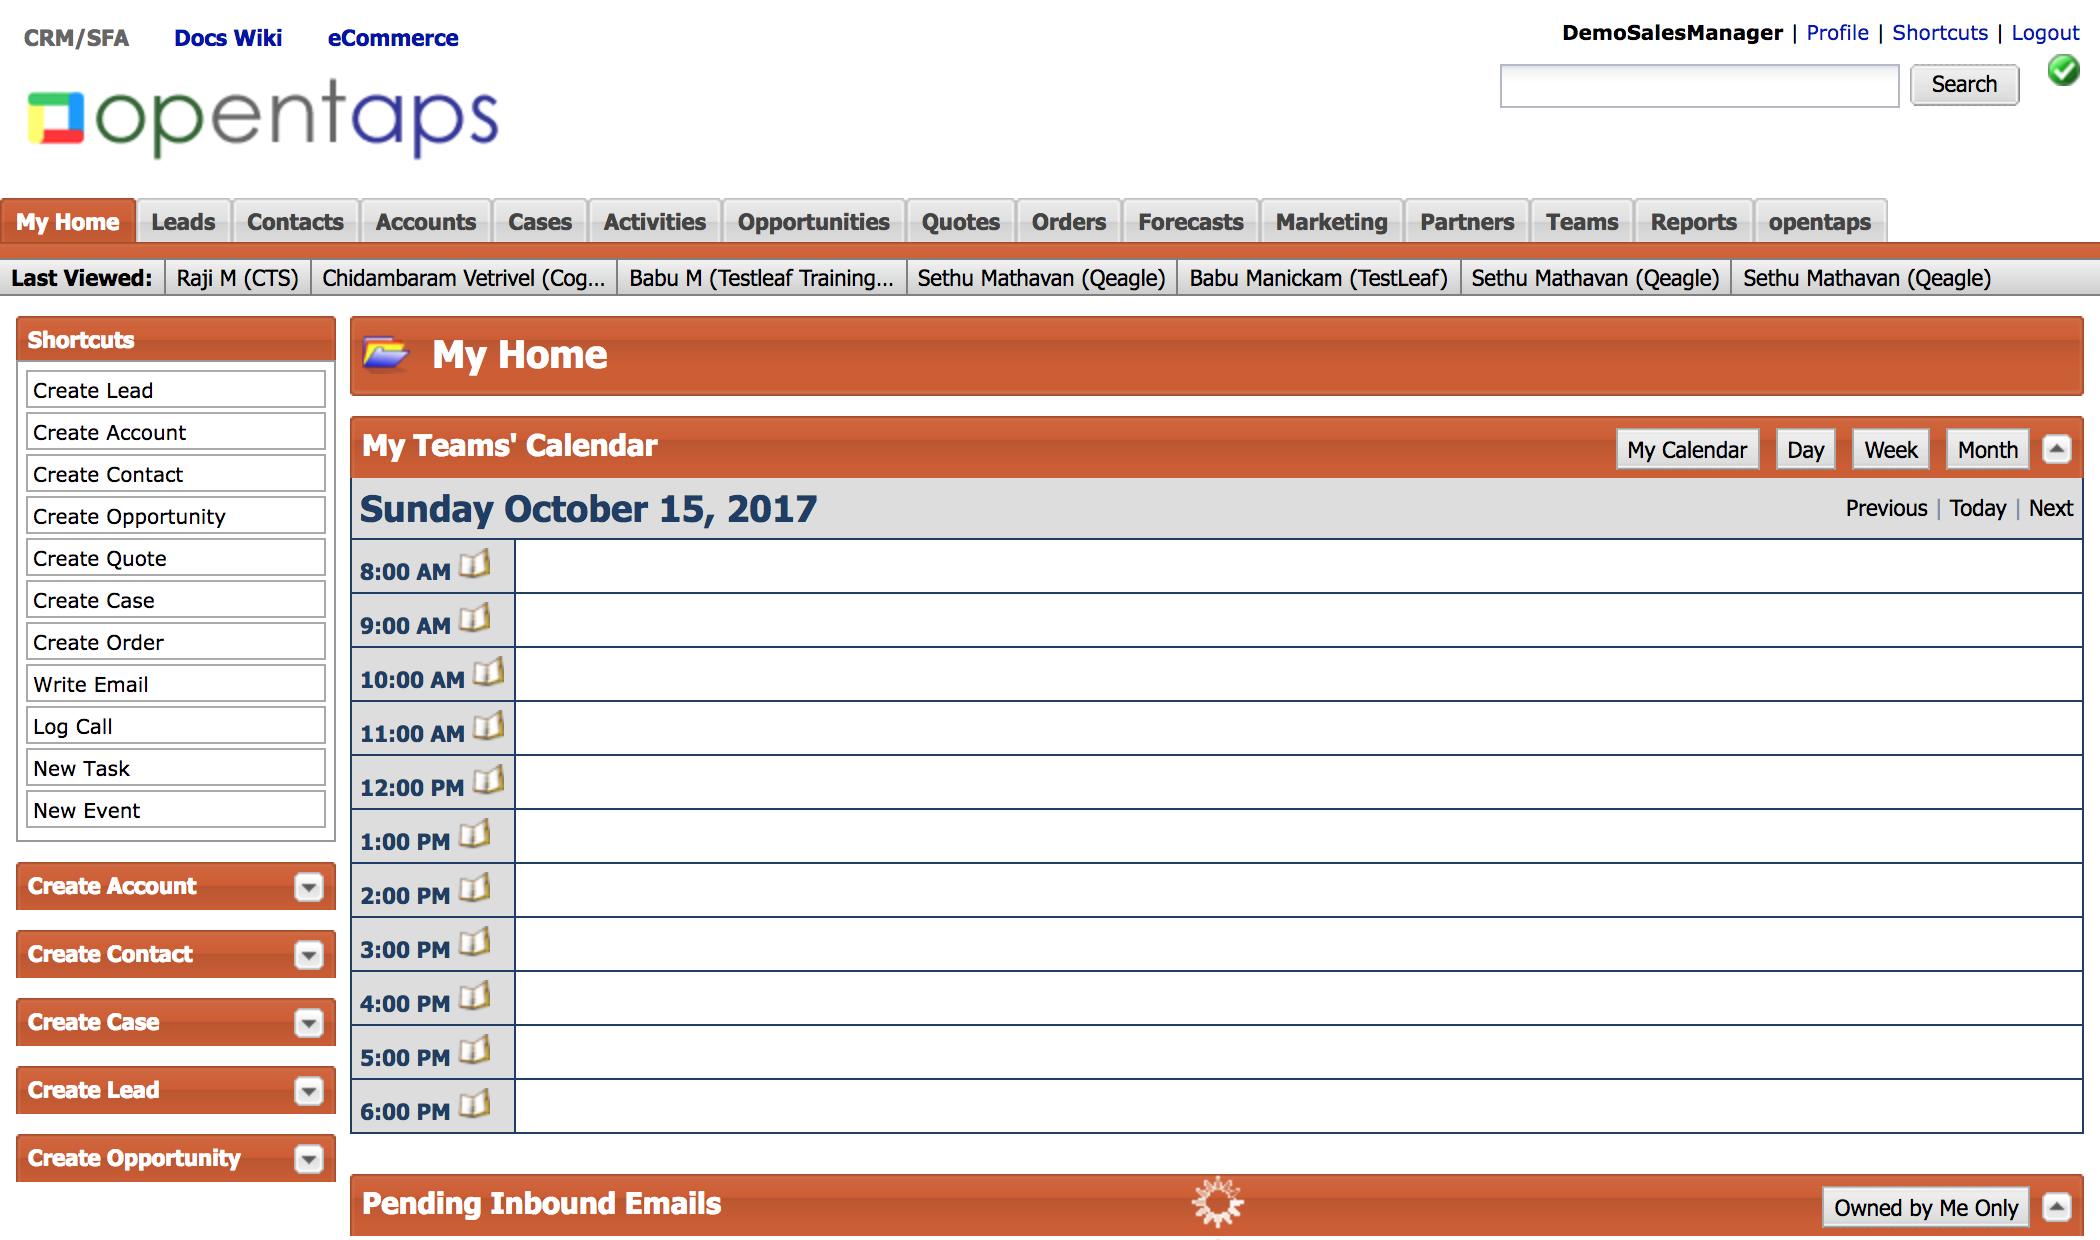 CRM/SFA Docs Wiki eCommerce
DemoSalesManager | Profile | Shortcuts | Logout
opentaps
Search
My Home Leads Contacts Accounts Cases Activities Opportunities Quotes Orders Forecasts Marketing Partners Teams Reports opentaps
Last Viewed: Raji M (CTS) Chidambaram Vetrivel (Cog... Babu M (Testleaf Training... Sethu Mathavan (Qeagle) Babu Manickam (TestLeaf) Sethu Mathavan (Qeagle) Sethu Mathavan (Qeagle)
Shortcuts
Create Lead
Create Account
Create Contact
Create Opportunity
Create Quote
Create Case
Create Order
Write Email
Log Call
New Task
New Event
Create Account
Create Contact
Create Case
Create Lead
Create Opportunity
My Home
My Teams' Calendar My Calendar Day Week Month
Sunday October 15, 2017 Previous | Today | Next
8:00 AM
9:00 AM
10:00 AM
11:00 AM
12:00 PM
1:00 PM
2:00 PM
3:00 PM
4:00 PM
5:00 PM
6:00 PM
Pending Inbound Emails Owned by Me Only